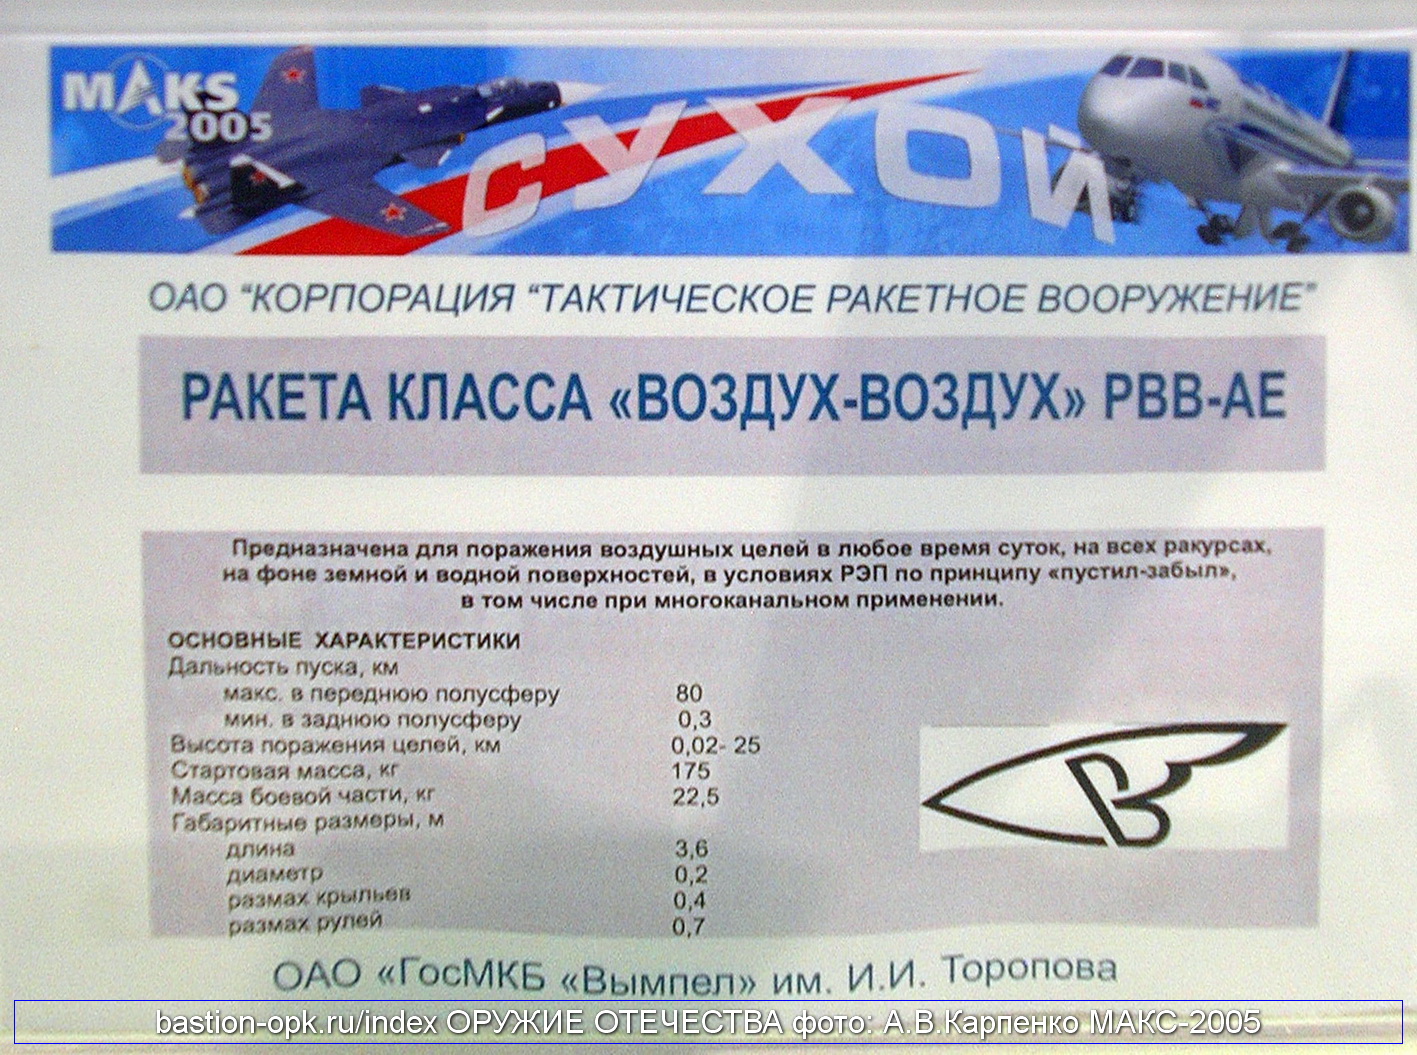 MAKS
2005
СУХОЙ
ОАО “КОРПОРАЦИЯ “ТАКТИЧЕСКОЕ РАКЕТНОЕ ВООРУЖЕНИЕ”
РАКЕТА КЛАССА «ВОЗДУХ-ВОЗДУХ» РВВ-АЕ
Предназначена для поражения воздушных целей в любое время суток, на всех ракурсах,
на фоне земной и водной поверхностей, в условиях РЭП по принципу «пустил-забыл»,
в том числе при многоканальном применении.
ОСНОВНЫЕ ХАРАКТЕРИСТИКИ
Дальность пуска, км
макс. в переднюю полусферу 80
мин. в заднюю полусферу 0,3
Высота поражения целей, км 0,02- 25
Стартовая масса, кг 175
Масса боевой части, кг 22,5
Габаритные размеры, м
длина 3,6
диаметр 0,2
размах крыльев 0,4
размах рулей 0,7
ОАО «ГосМКБ «Вымпел» им. И.И. Торопова
bastion-opk.ru/index ОРУЖИЕ ОТЕЧЕСТВА фото: А.В.Карпенко МАКС-2005